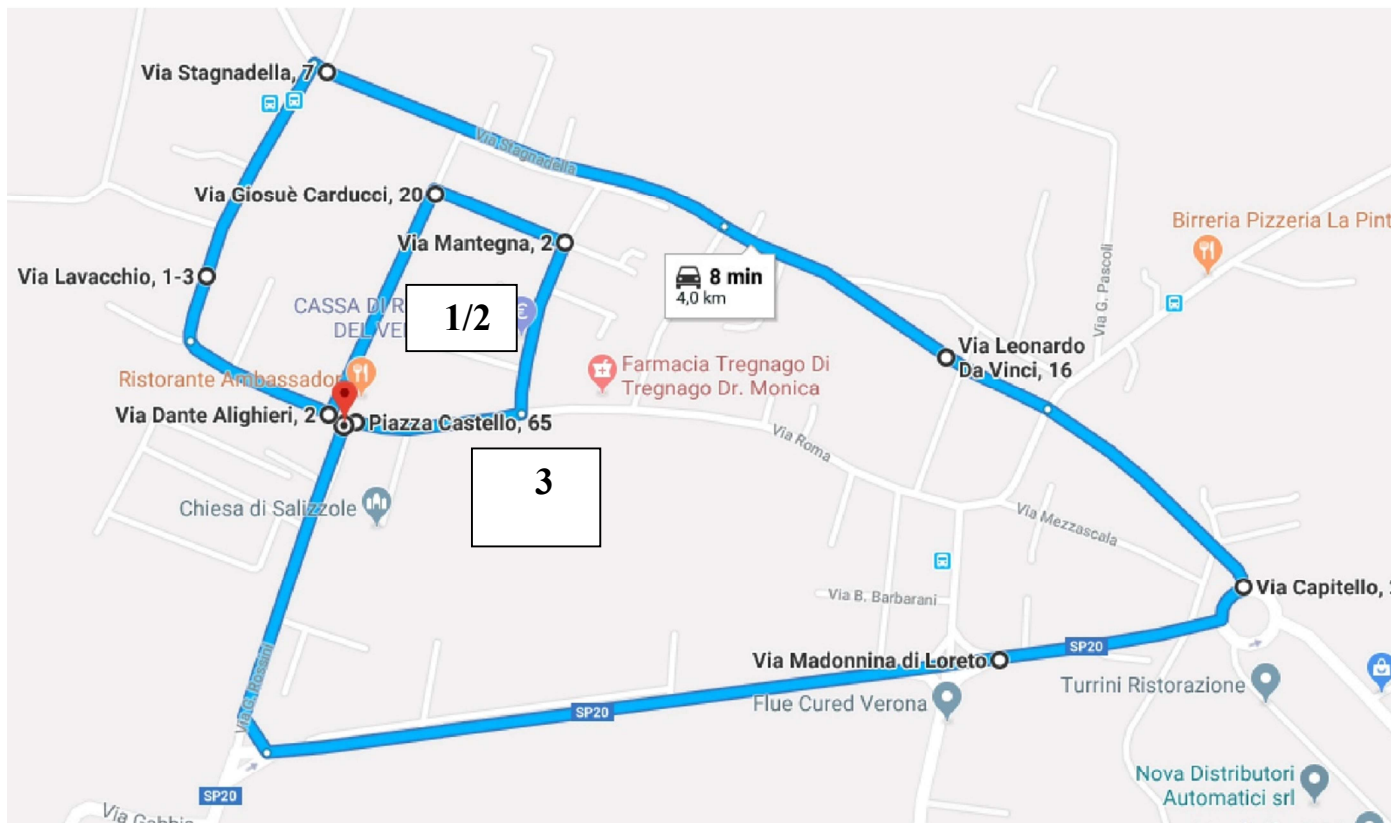 Via Stagnadella, 7
Via Stagnadella
Via Giosuè Carducci, 20
Via Mantegna, 2
Birreria Pizzeria La Pint
Via G. Pascoli
Via Lavacchio, 1-3
8 min
4,0 km
CASSA DI R
DEL VE
1/2
Via Leonardo
Da Vinci, 16
Farmacia Tregnago Di
Tregnago Dr. Monica
Ristorante Ambassador
Via Dante Alighieri, 2
Piazza Castello, 65
Via Roma
3
Chiesa di Salizzole
Via Mezzascala
Via B. Barbarani
Via Capitello,
Via G. Rossini
Via Madonnina di Loreto
SP20
Turrini Ristorazione
Flue Cured Verona
SP20
Nova Distributori
Automatici srl
SP20
Via Gabbia